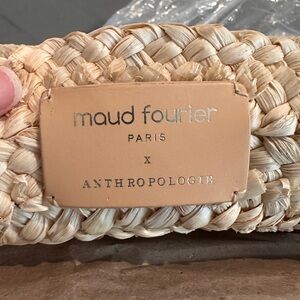 maud fourier
PARIS
x
ANTHROPOLOGIE